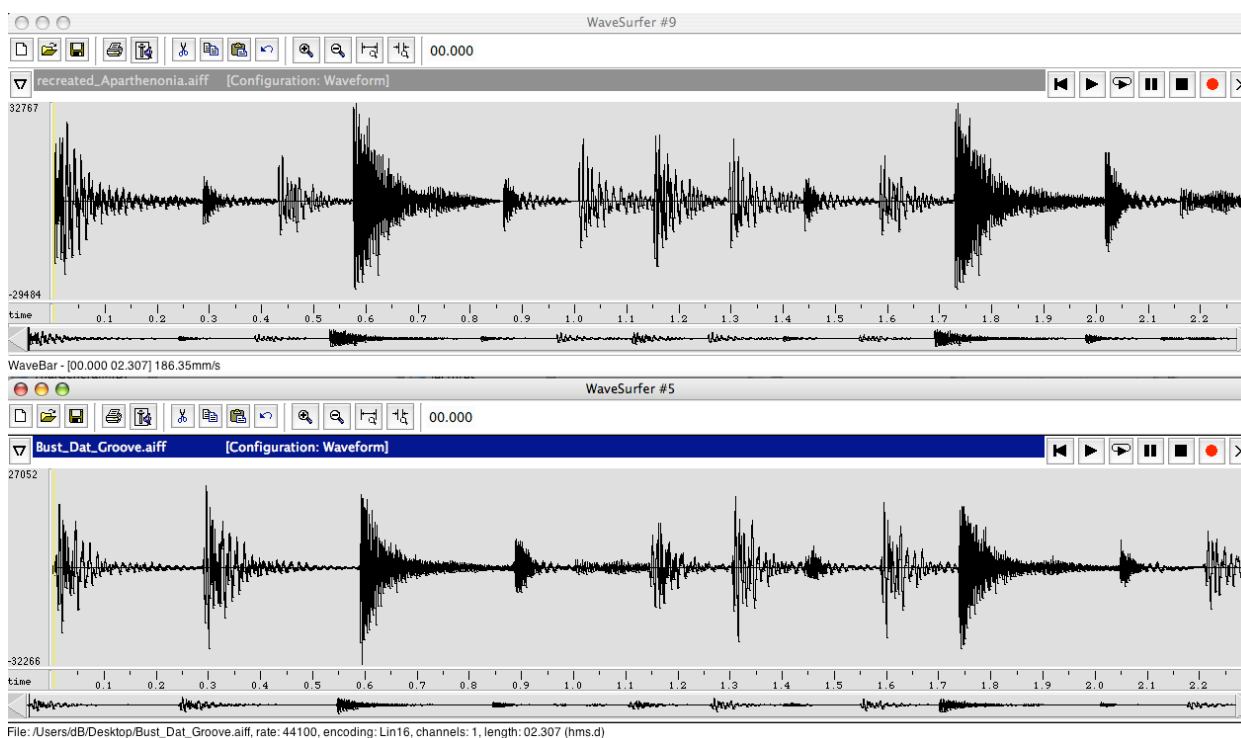 WaveSurfer #9
00.000
recreated_Aparthenonia.aiff [Configuration: Waveform]
32767
-29484
time 0.1 0.2 0.3 0.4 0.5 0.6 0.7 0.8 0.9 1.0 1.1 1.2 1.3 1.4 1.5 1.6 1.7 1.8 1.9 2.0 2.1 2.2
WaveBar - [00.000 02.307] 186.35mm/s
WaveSurfer #5
00.000
Bust_Dat_Groove.aiff [Configuration: Waveform]
27052
-32266
time 0.1 0.2 0.3 0.4 0.5 0.6 0.7 0.8 0.9 1.0 1.1 1.2 1.3 1.4 1.5 1.6 1.7 1.8 1.9 2.0 2.1 2.2
File: /Users/dB/Desktop/Bust_Dat_Groove.aiff, rate: 44100, encoding: Lin16, channels: 1, length: 02.307 (hms.d)